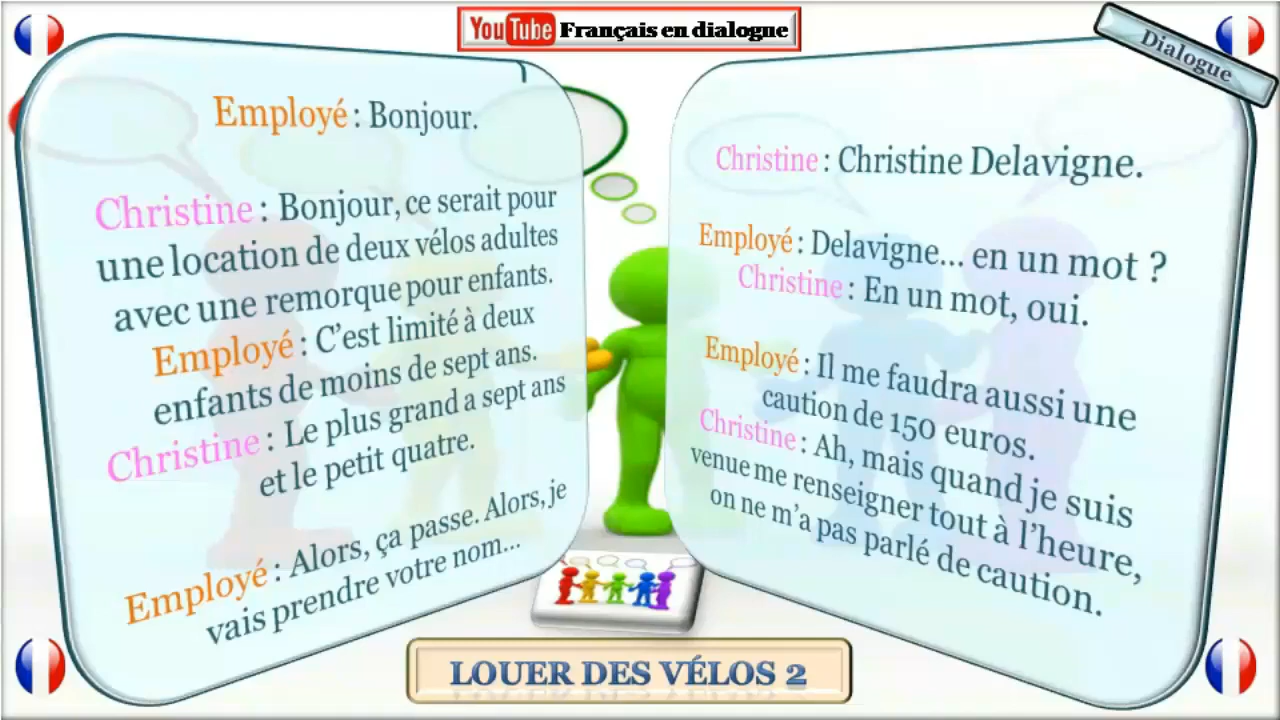 YouTube Français en dialogue
Dialogue
Employé : Bonjour.
Christine : Bonjour, ce serait pour
une location de deux vélos adultes
avec une remorque pour enfants.
Employé : C'est limité à deux
enfants de moins de sept ans.
Christine : Le plus grand a sept ans
et le petit quatre.
Employé : Alors, ça passe. Alors, je
vais prendre votre nom...
Christine : Christine Delavigne.
Employé : Delavigne... en un mot ?
Christine : En un mot, oui.
Employé : Il me faudra aussi une
caution de 150 euros.
Christine : Ah, mais quand je suis
venue me renseigner tout à l'heure,
on ne m'a pas parlé de caution.
LOUER DES VÉLOS 2